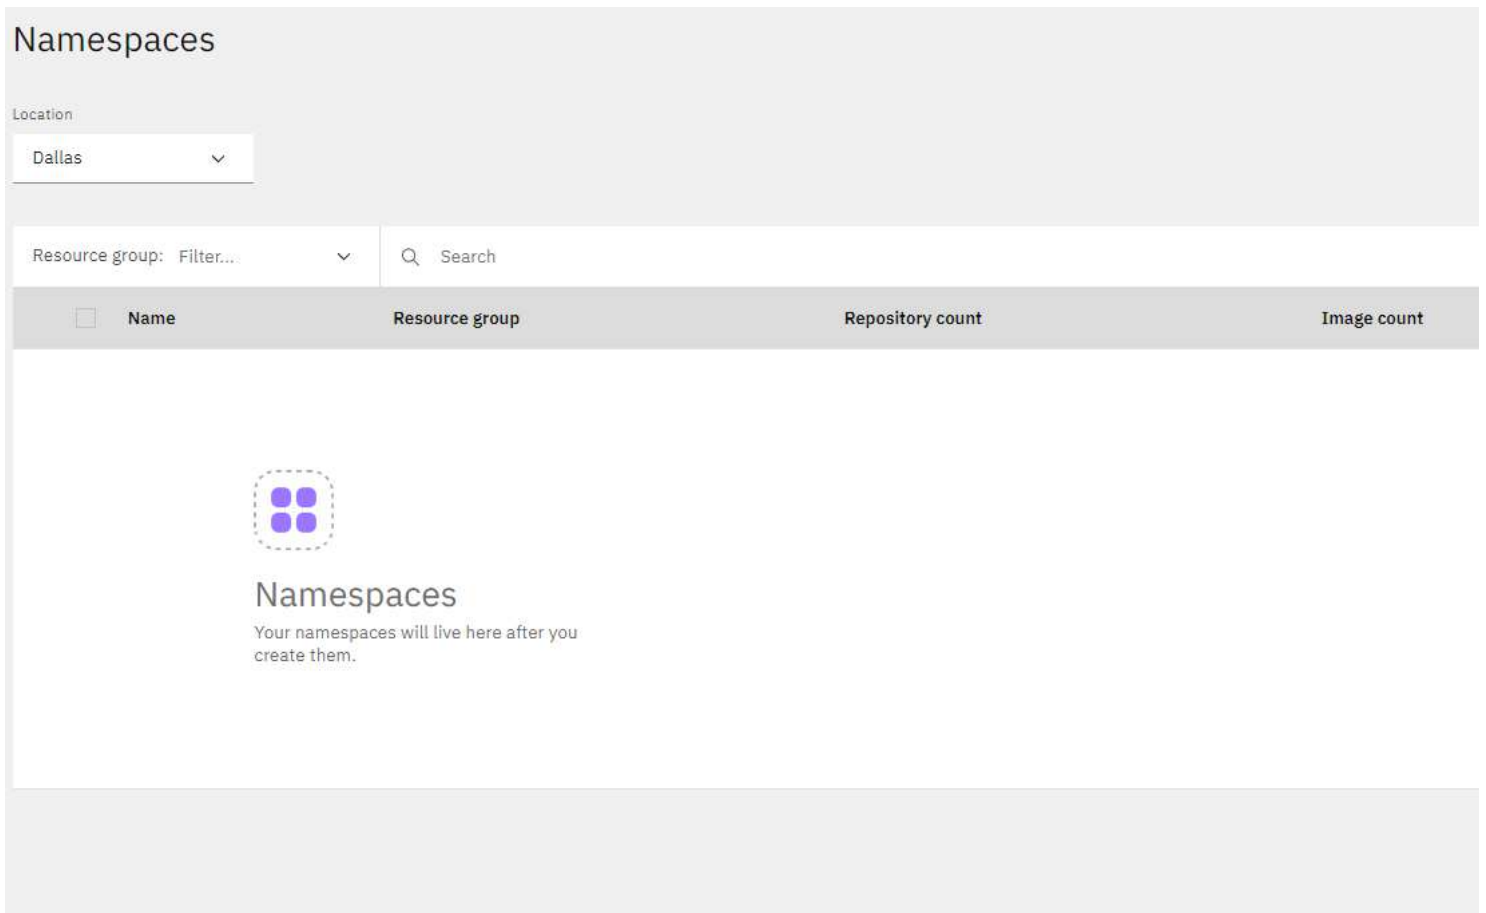 Namespaces
Location
Dallas
Resource group: Filter... Search
Name Resource group Repository count Image count
Namespaces
Your namespaces will live here after you
create them.